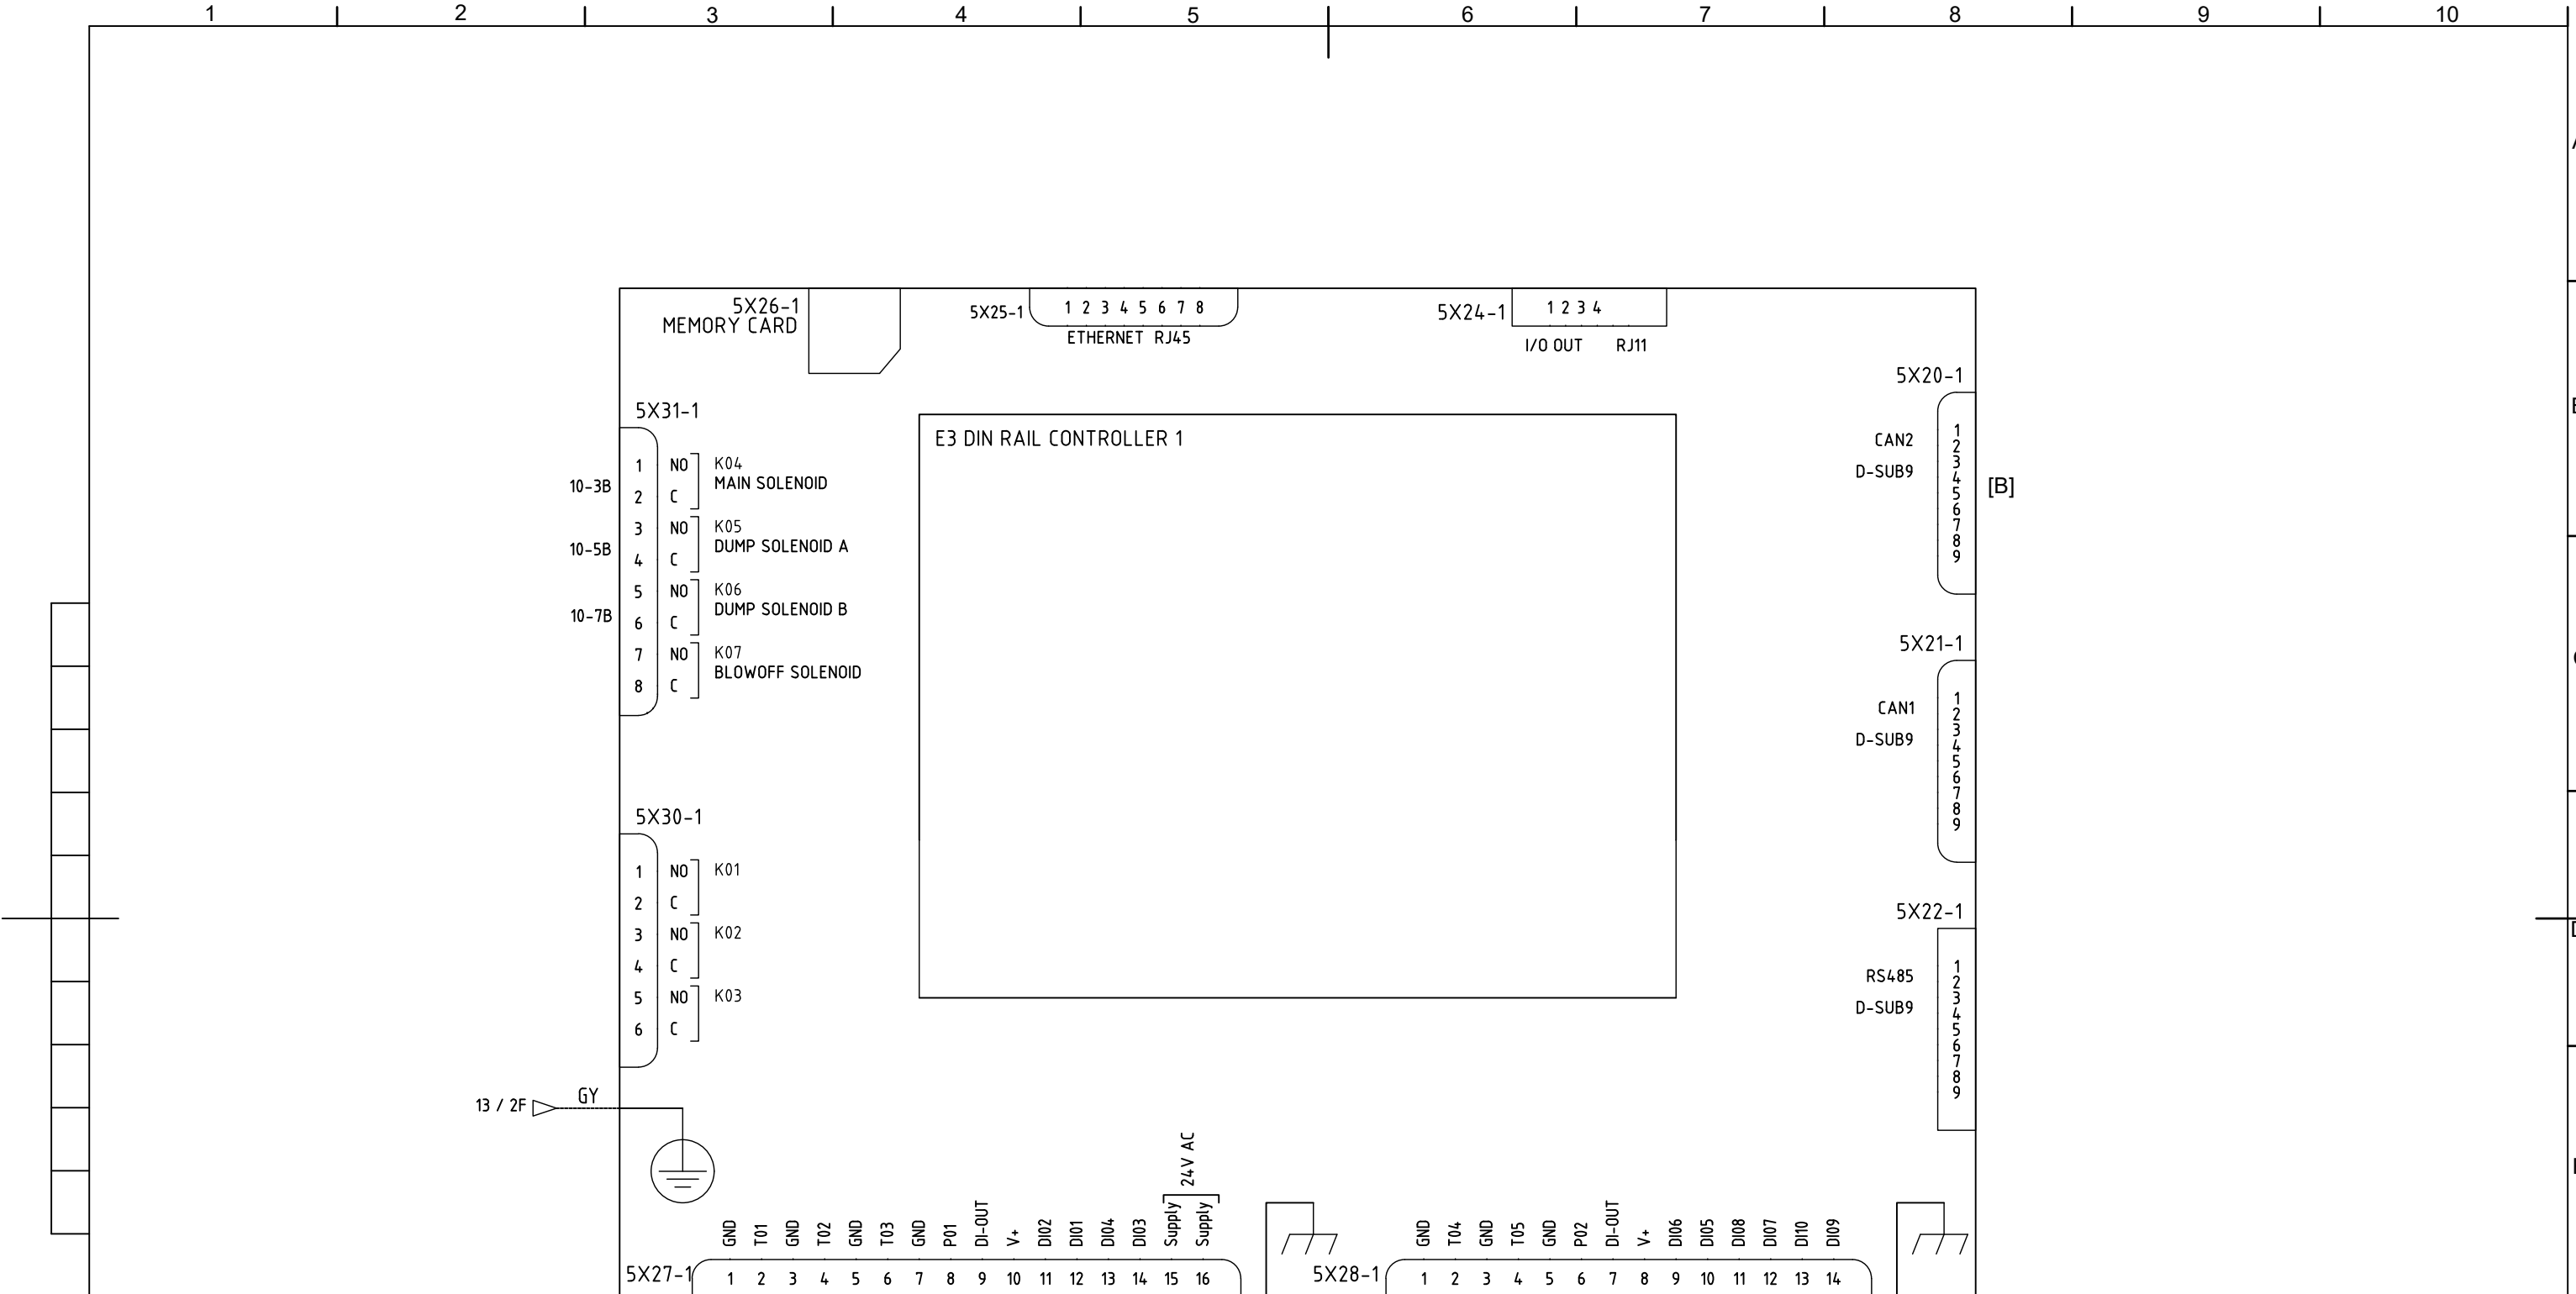 1 2 3 4 5 6 7 8 9 10
5X26-1
MEMORY CARD
5X25-1 1 2 3 4 5 6 7 8
ETHERNET RJ45
5X24-1 1 2 3 4
I/O OUT RJ11
5X31-1
1 NO K04
10-3B MAIN SOLENOID
2 C
3 NO K05
10-5B DUMP SOLENOID A
4 C
5 NO K06
10-7B DUMP SOLENOID B
6 C
7 NO K07
BLOWOFF SOLENOID
8 C
E3 DIN RAIL CONTROLLER 1
5X20-1
CAN2
D-SUB9
1
2
3
4
5
6
7
8
9
[B]
5X21-1
CAN1
D-SUB9
1
2
3
4
5
6
7
8
9
5X30-1
1 NO K01
2 C
3 NO K02
4 C
5 NO K03
6 C
5X22-1
RS485
D-SUB9
1
2
3
4
5
6
7
8
9
13 / 2F GY
24V AC
GND T01 GND T02 GND T03 GND P01 DI-OUT V+ DI02 DI01 DI04 DI03 Supply Supply
5X27-1 1 2 3 4 5 6 7 8 9 10 11 12 13 14 15 16
GND T04 GND T05 GND P02 DI-OUT V+ DI06 DI05 DI08 DI07 DI10 DI09
5X28-1 1 2 3 4 5 6 7 8 9 10 11 12 13 14